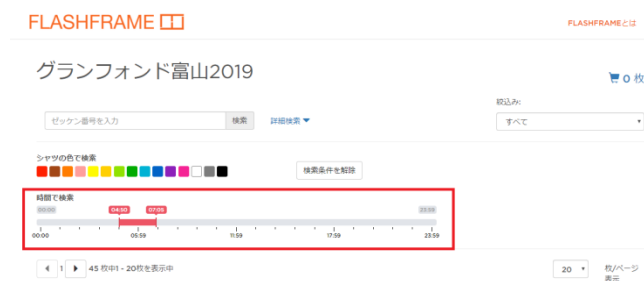 FLASHFRAME
FLASHFRAMEとは
グランフォンド富山2019
0 枚
絞込み:
ゼッケン番号を入力
検索
詳細検索
すべて
シャツの色で検索
検索条件を解除
時間で検索
00:00
04:50
07:05
23:59
00:00
05:59
11:59
17:59
23:59
1
45 枚中1 - 20枚を表示中
20
枚/ページ
表示